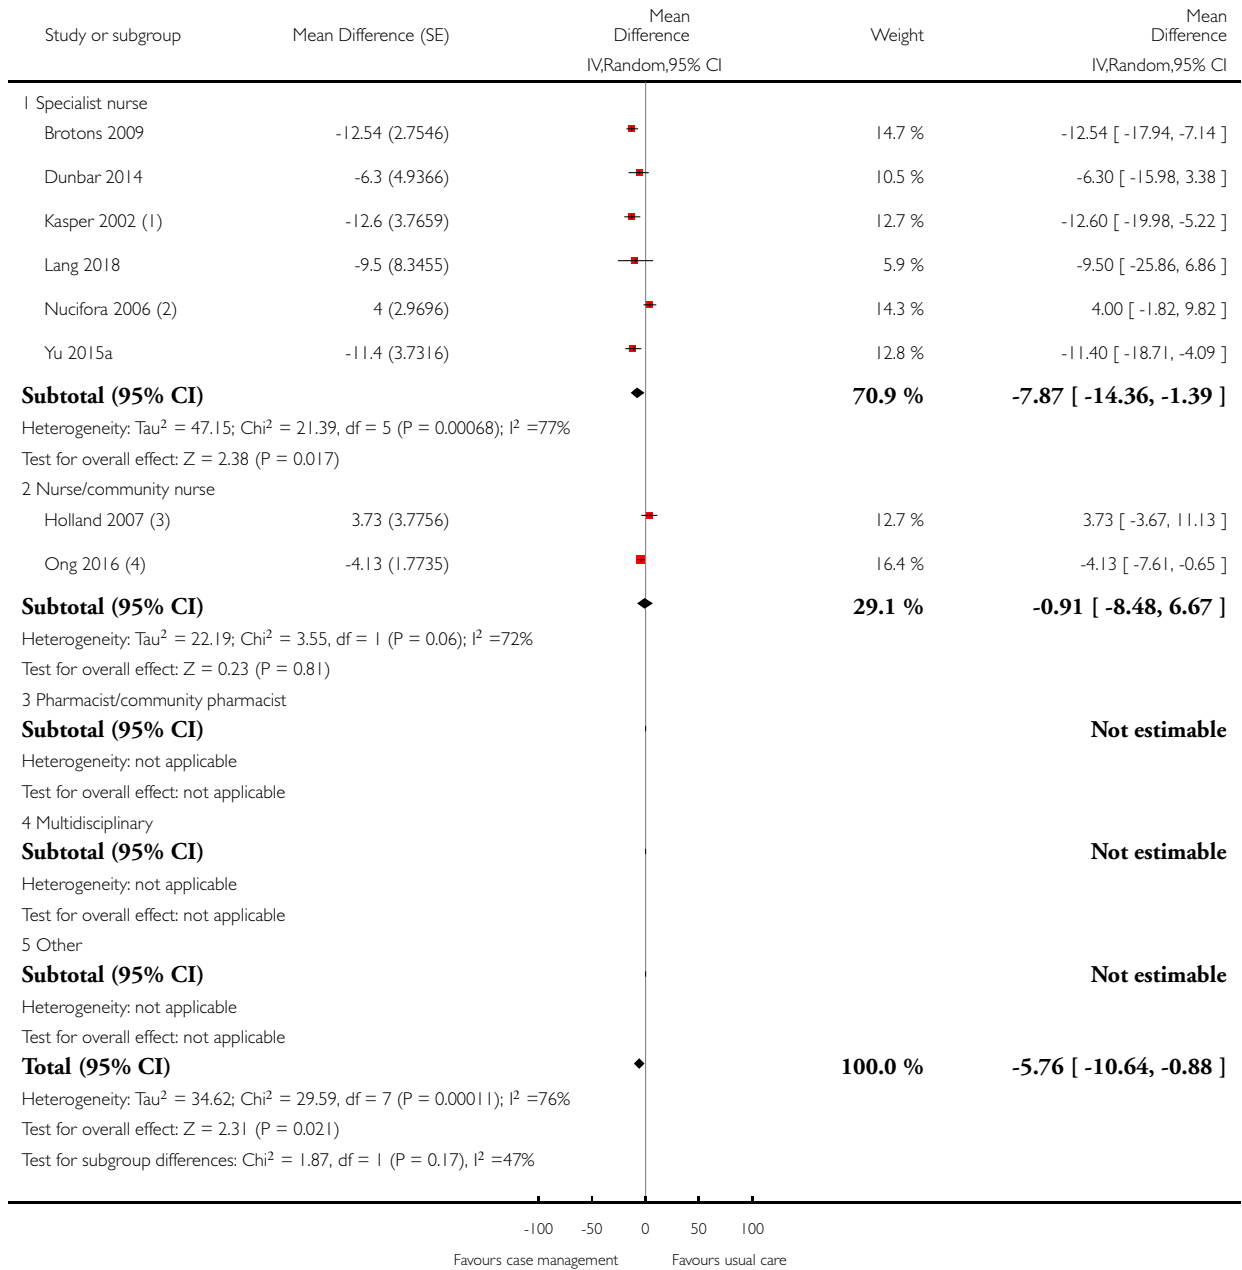 Study or subgroup Mean Difference (SE) Mean Difference Weight Mean Difference
IV,Random,95% CI IV,Random,95% CI
1 Specialist nurse
Brotons 2009 -12.54 (2.7546) 14.7 % -12.54 [ -17.94, -7.14 ]
Dunbar 2014 -6.3 (4.9366) 10.5 % -6.30 [ -15.98, 3.38 ]
Kasper 2002 (1) -12.6 (3.7659) 12.7 % -12.60 [ -19.98, -5.22 ]
Lang 2018 -9.5 (8.3455) 5.9 % -9.50 [ -25.86, 6.86 ]
Nucifora 2006 (2) 4 (2.9696) 14.3 % 4.00 [ -1.82, 9.82 ]
Yu 2015a -11.4 (3.7316) 12.8 % -11.40 [ -18.71, -4.09 ]
Subtotal (95% CI) 70.9 % -7.87 [ -14.36, -1.39 ]
Heterogeneity: Tau² = 47.15; Chi² = 21.39, df = 5 (P = 0.00068); I² =77%
Test for overall effect: Z = 2.38 (P = 0.017)
2 Nurse/community nurse
Holland 2007 (3) 3.73 (3.7756) 12.7 % 3.73 [ -3.67, 11.13 ]
Ong 2016 (4) -4.13 (1.7735) 16.4 % -4.13 [ -7.61, -0.65 ]
Subtotal (95% CI) 29.1 % -0.91 [ -8.48, 6.67 ]
Heterogeneity: Tau² = 22.19; Chi² = 3.55, df = 1 (P = 0.06); I² =72%
Test for overall effect: Z = 0.23 (P = 0.81)
3 Pharmacist/community pharmacist
Subtotal (95% CI) Not estimable
Heterogeneity: not applicable
Test for overall effect: not applicable
4 Multidisciplinary
Subtotal (95% CI) Not estimable
Heterogeneity: not applicable
Test for overall effect: not applicable
5 Other
Subtotal (95% CI) Not estimable
Heterogeneity: not applicable
Test for overall effect: not applicable
Total (95% CI) 100.0 % -5.76 [ -10.64, -0.88 ]
Heterogeneity: Tau² = 34.62; Chi² = 29.59, df = 7 (P = 0.00011); I² =76%
Test for overall effect: Z = 2.31 (P = 0.021)
Test for subgroup differences: Chi² = 1.87, df = 1 (P = 0.17), I² =47%
-100 -50 0 50 100
Favours case management Favours usual care